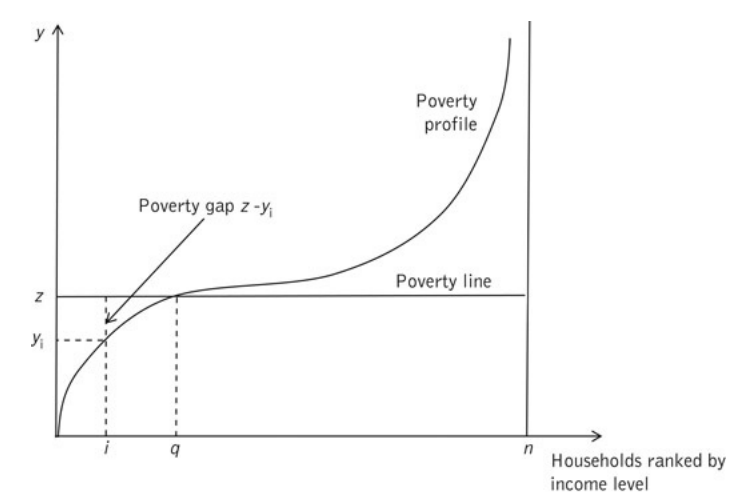 y
Poverty
profile
Poverty gap z -yᵢ
Poverty line
z
yᵢ
i
q
n
Households ranked by
income level